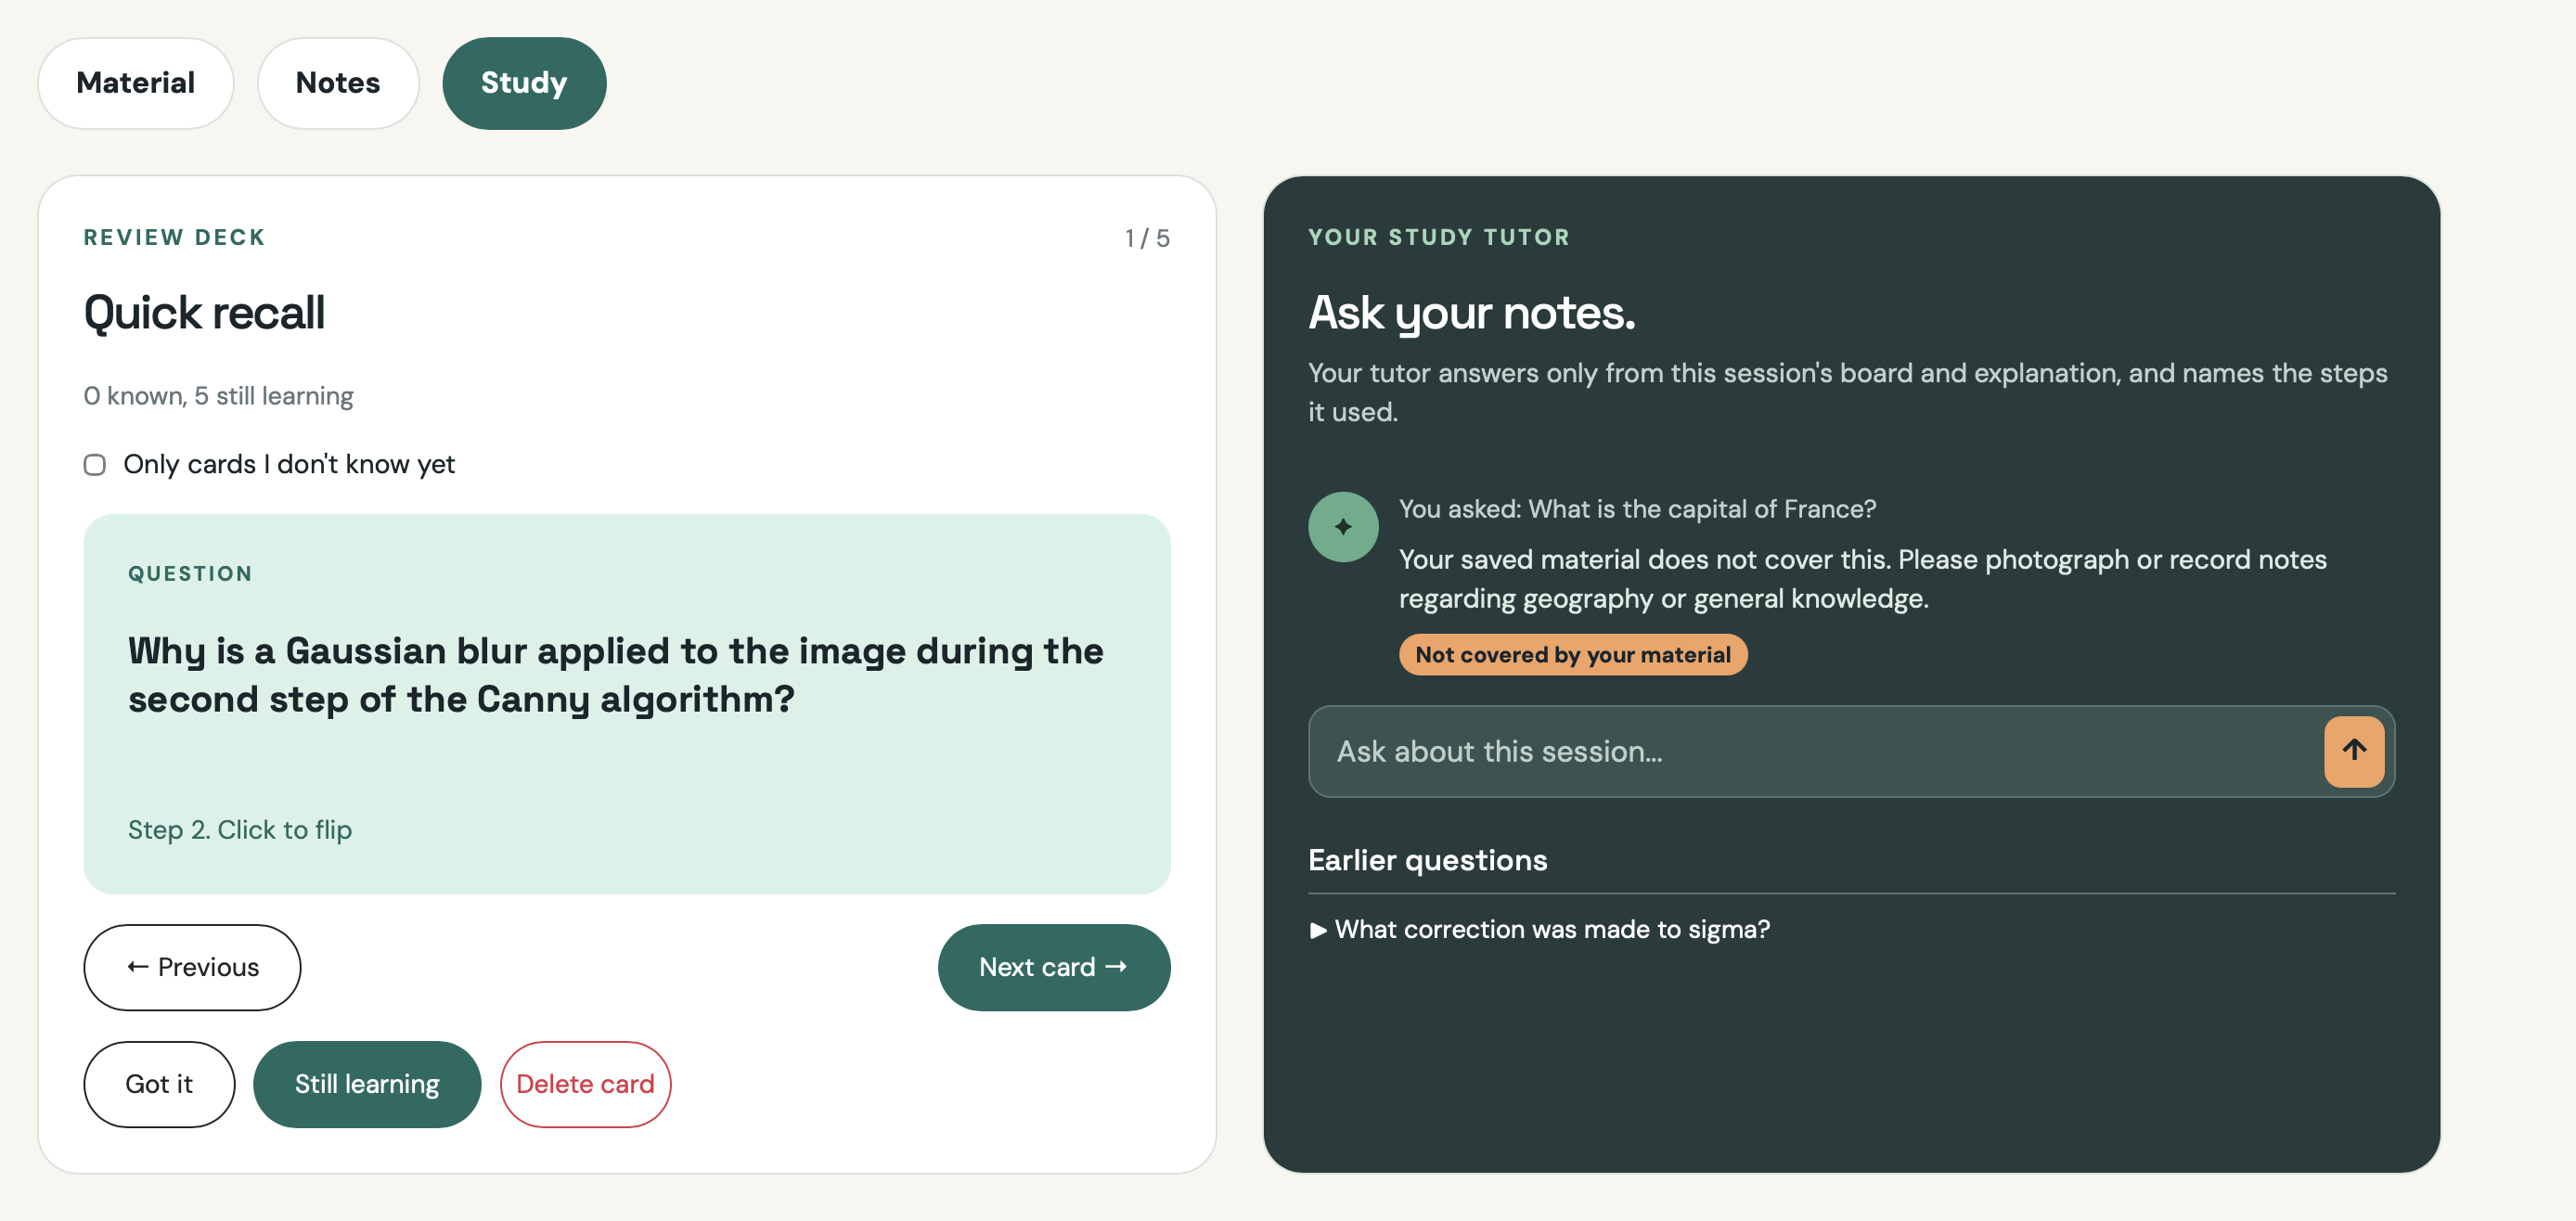 Material
Notes
Study
REVIEW DECK
1 / 5
Quick recall
0 known, 5 still learning
Only cards I don't know yet
QUESTION
Why is a Gaussian blur applied to the image during the
second step of the Canny algorithm?
Step 2. Click to flip
← Previous
Next card →
Got it
Still learning
Delete card
YOUR STUDY TUTOR
Ask your notes.
Your tutor answers only from this session's board and explanation, and names the steps
it used.
You asked: What is the capital of France?
Your saved material does not cover this. Please photograph or record notes
regarding geography or general knowledge.
Not covered by your material
Ask about this session...
Earlier questions
What correction was made to sigma?